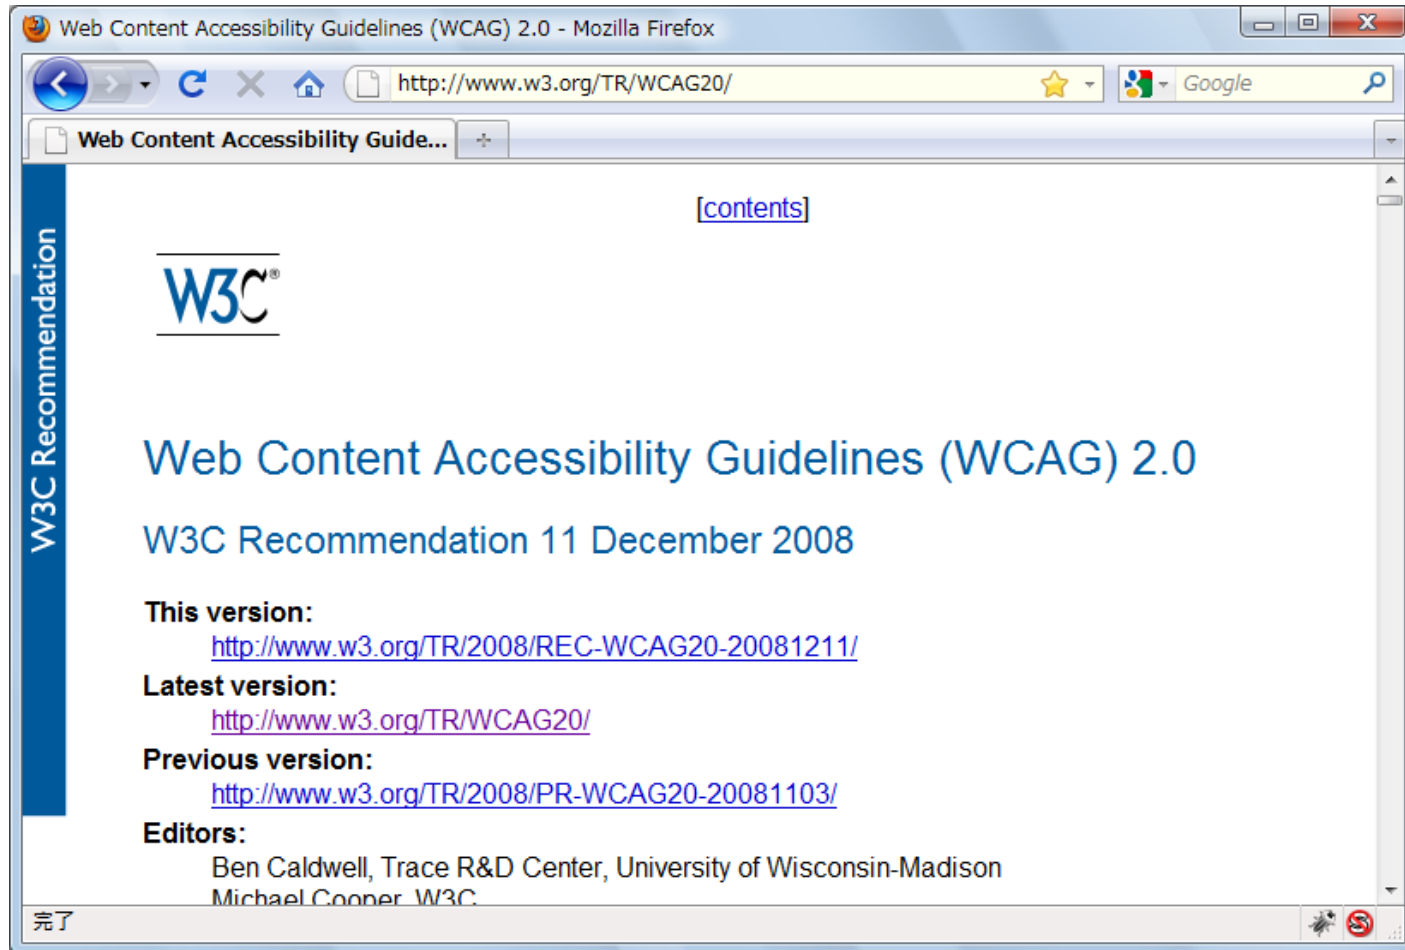 Web Content Accessibility Guidelines (WCAG) 2.0 - Mozilla Firefox
http://www.w3.org/TR/WCAG20/
Google
Web Content Accessibility Guide...
W3C Recommendation
[contents]
W3C®
Web Content Accessibility Guidelines (WCAG) 2.0
W3C Recommendation 11 December 2008
This version:
http://www.w3.org/TR/2008/REC-WCAG20-20081211/
Latest version:
http://www.w3.org/TR/WCAG20/
Previous version:
http://www.w3.org/TR/2008/PR-WCAG20-20081103/
Editors:
Ben Caldwell, Trace R&D Center, University of Wisconsin-Madison
Michael Cooper, W3C
完了